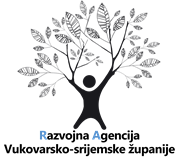 Razvojna Agencija
Vukovarsko-srijemske županije